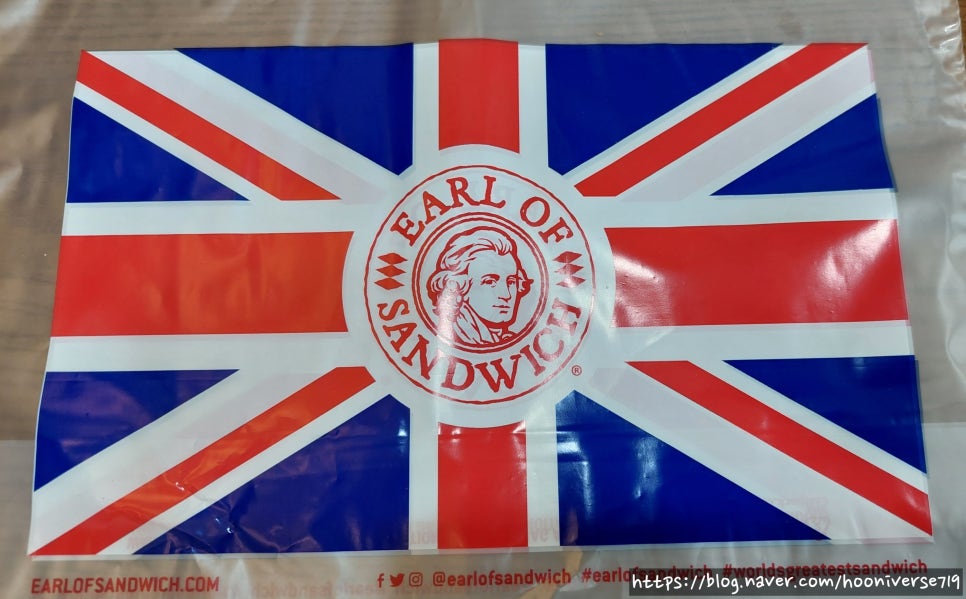 EARL OF
SANDWICH
®
EARLOFSANDWICH.COM
@earlofsandwich #earlofsandwich #worldsgreatestsandwich
https://blog.naver.com/hooniverse719